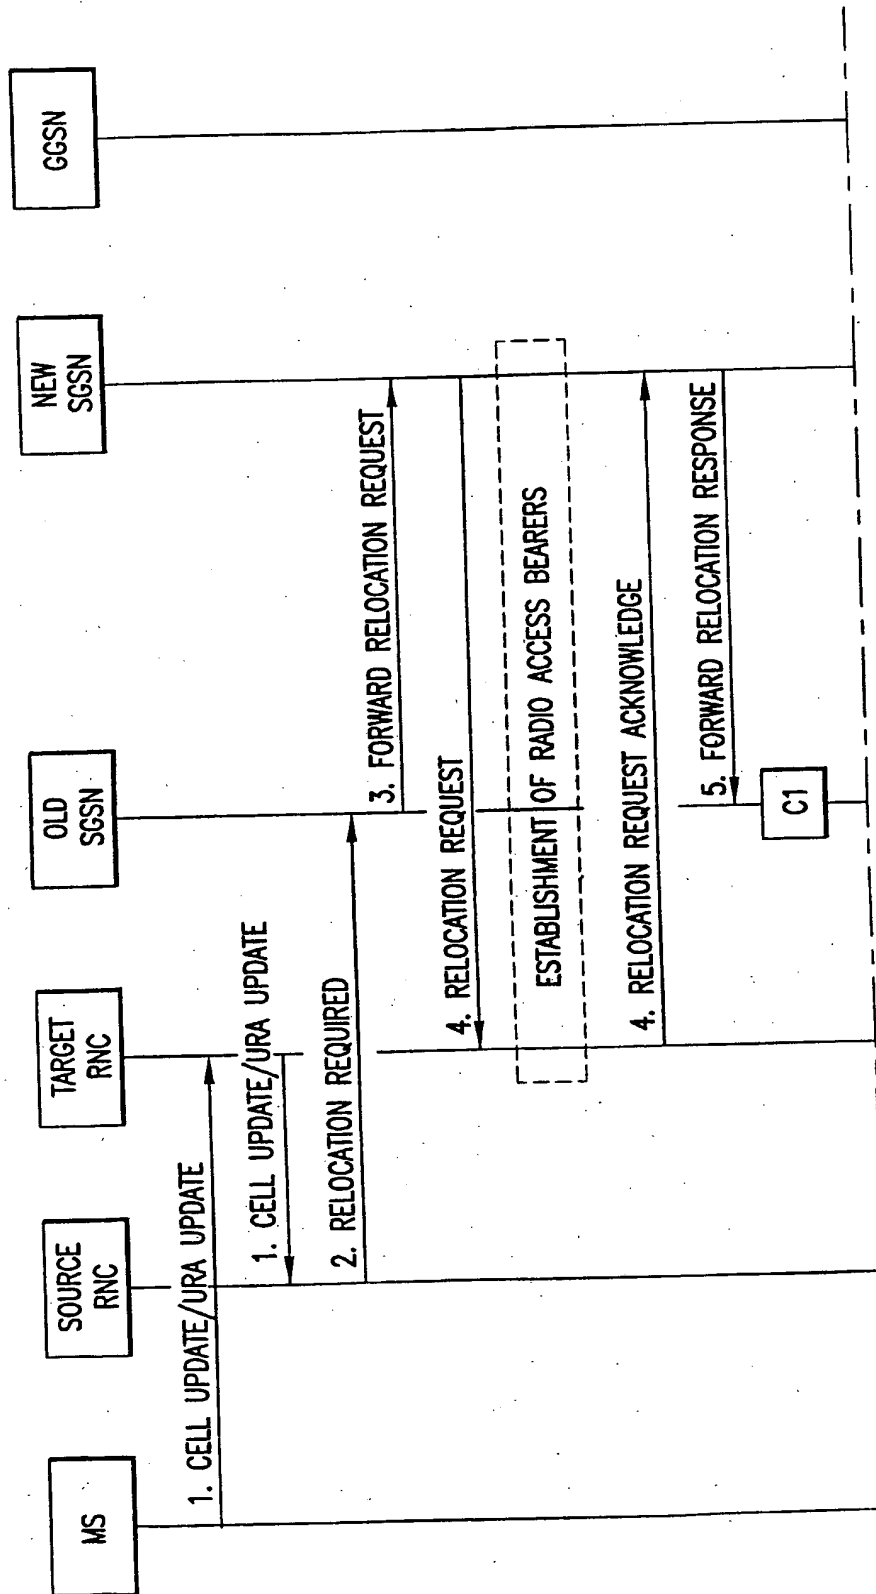 MS
SOURCE
RNC
TARGET
RNC
OLD
SGSN
NEW
SGSN
GGSN
1. CELL UPDATE/URA UPDATE
1. CELL UPDATE/URA UPDATE
2. RELOCATION REQUIRED
3. FORWARD RELOCATION REQUEST
4. RELOCATION REQUEST
ESTABLISHMENT OF RADIO ACCESS BEARERS
4. RELOCATION REQUEST ACKNOWLEDGE
5. FORWARD RELOCATION RESPONSE
C1